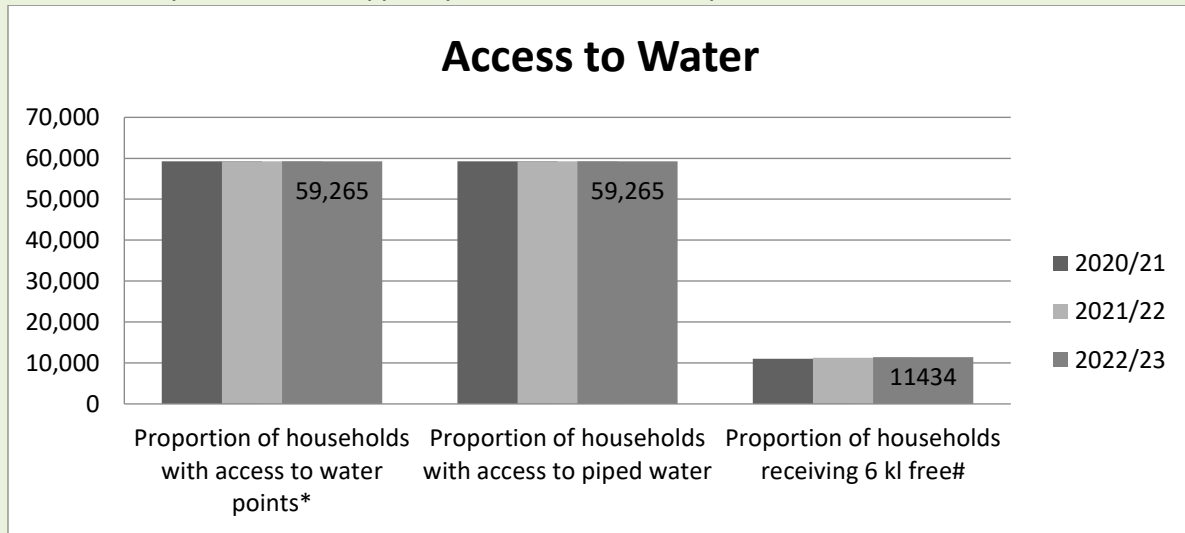 Access to Water
70,000
60,000
50,000
40,000
30,000
20,000
10,000
0
59,265
59,265
11434
Proportion of households
with access to water
points*
Proportion of households
with access to piped water
Proportion of households
receiving 6 kl free#
2020/21
2021/22
2022/23